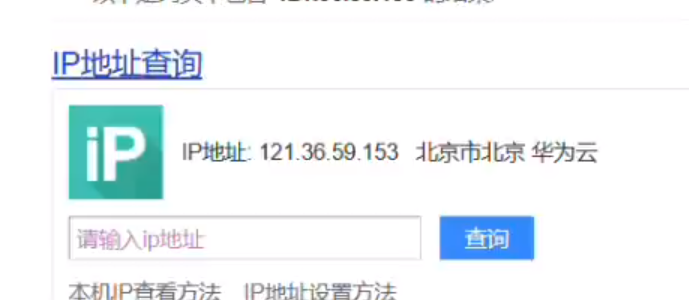 IP地址查询
iP
IP地址: 121.36.59.153 北京市北京 华为云
请输入ip地址
查询
本机IP查看方法 IP地址设置方法